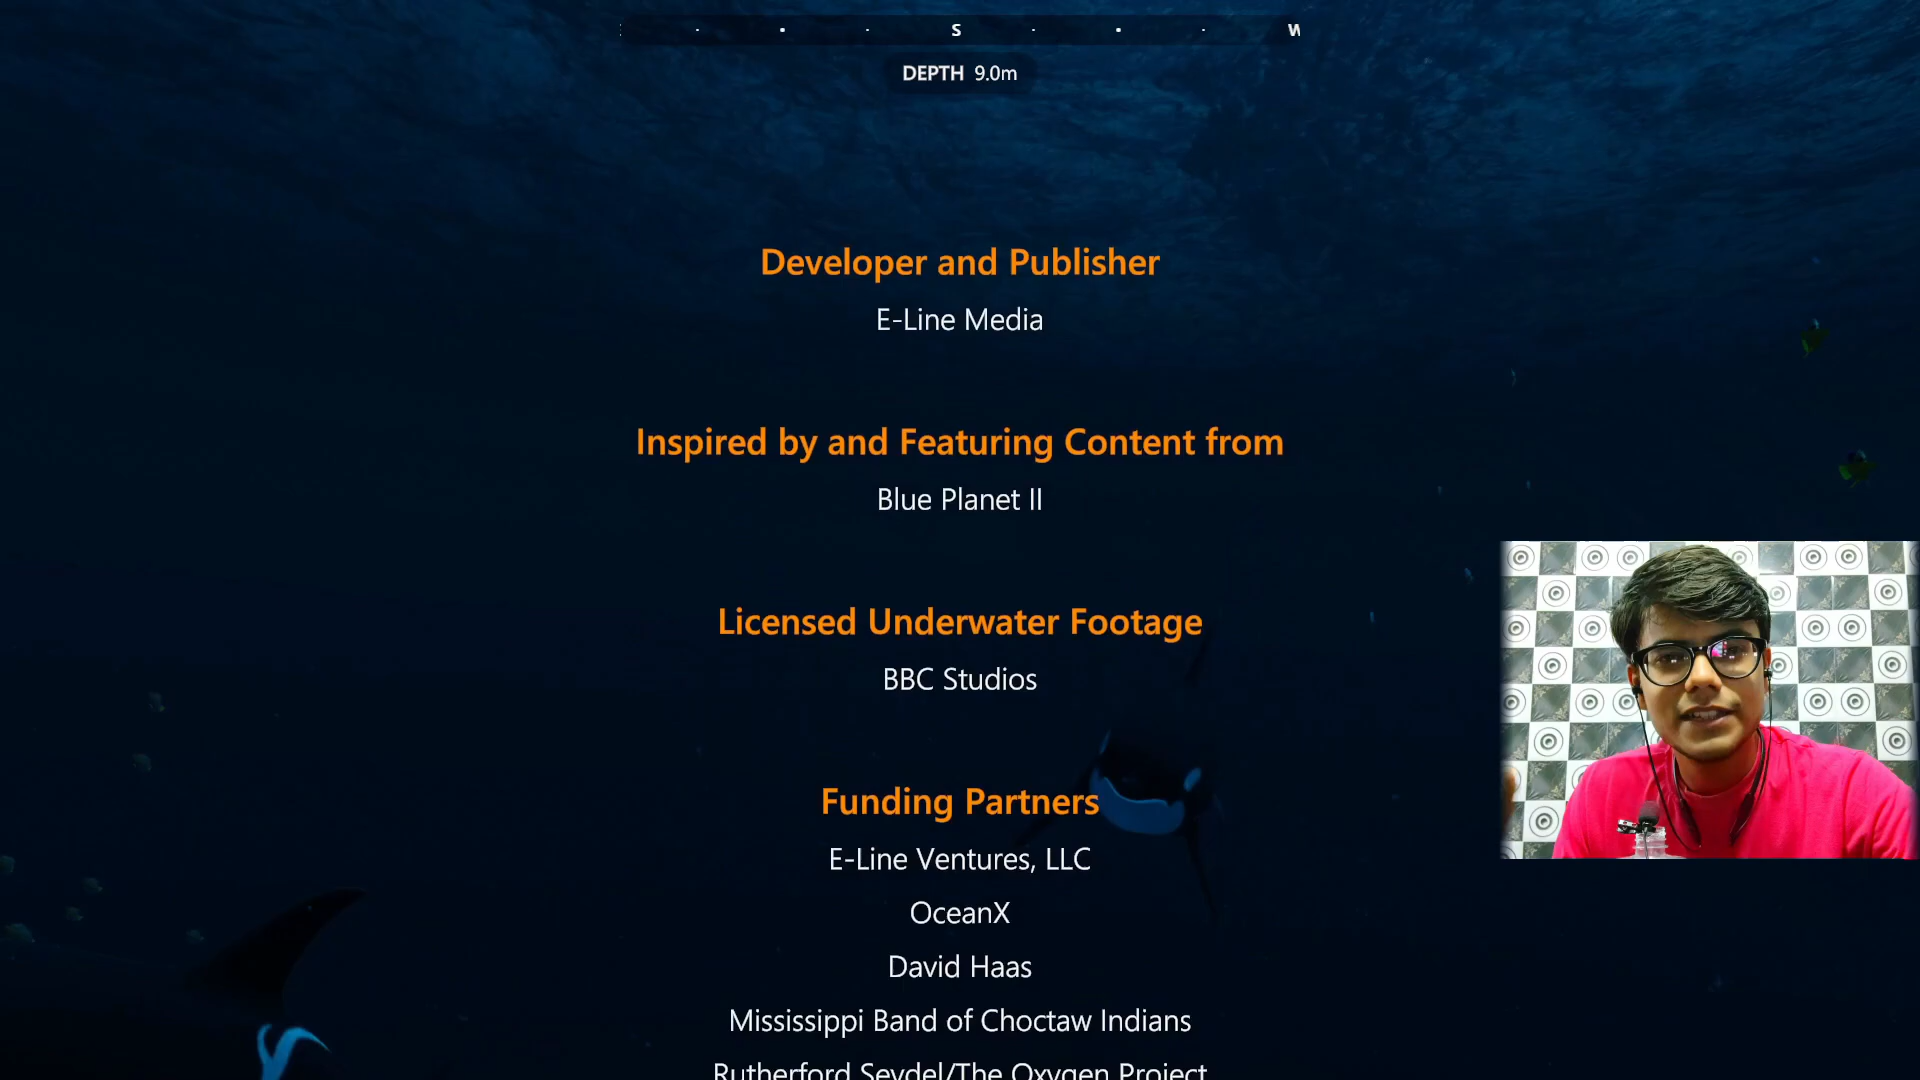 S
W
DEPTH 9.0m
Developer and Publisher
E-Line Media
Inspired by and Featuring Content from
Blue Planet II
Licensed Underwater Footage
BBC Studios
Funding Partners
E-Line Ventures, LLC
OceanX
David Haas
Mississippi Band of Choctaw Indians
Rutherford Seydel/The Oxygen Project